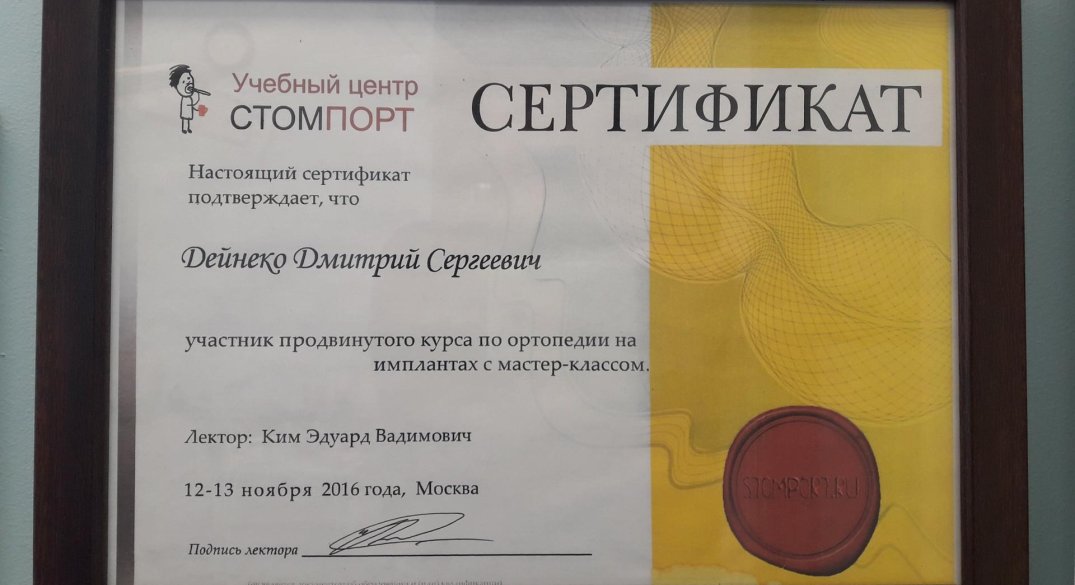 Учебный центр
СТОМПОРТ
СЕРТИФИКАТ
Настоящий сертификат
подтверждает, что
Дейнеко Дмитрий Сергеевич
участник продвинутого курса по ортопедии на
имплантах с мастер-классом.
Лектор: Ким Эдуард Вадимович
12-13 ноября 2016 года, Москва
Подпись лектора
STOMPORT.RU